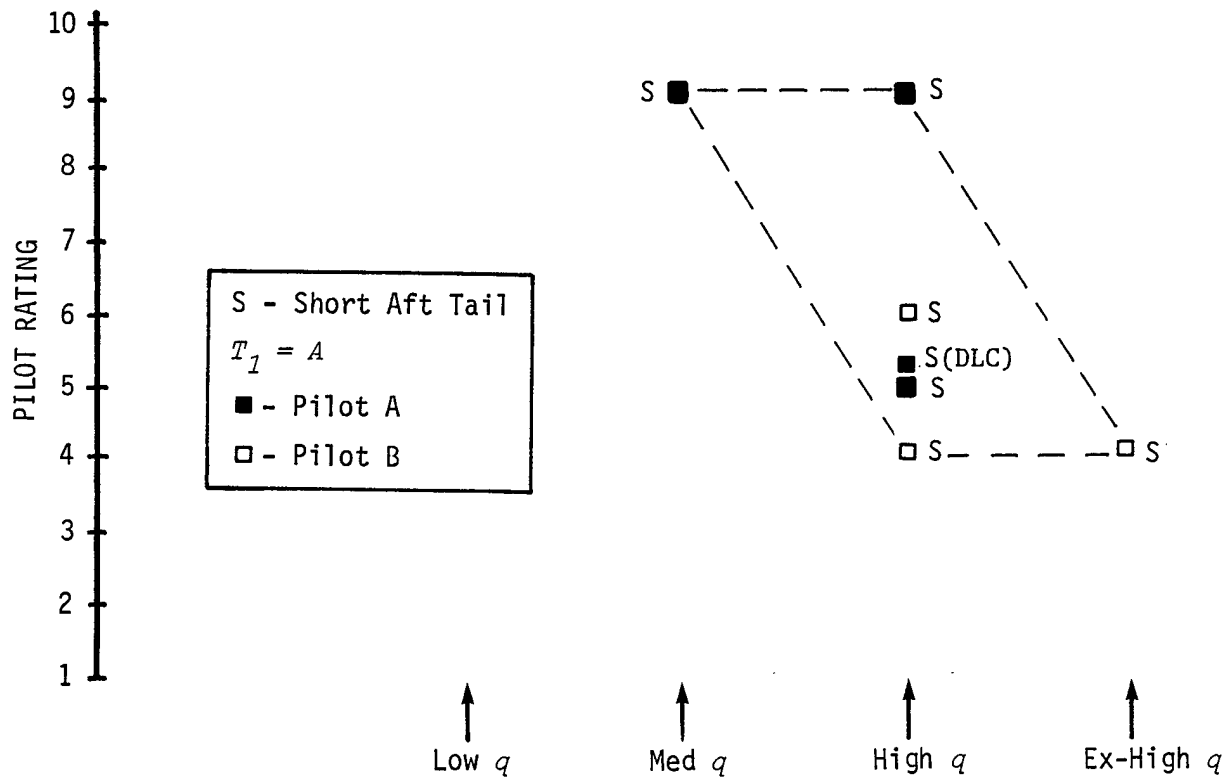 PILOT RATING
10
9
8
7
6
5
4
3
2
1
S
S
S
S(DLC)
S
S
S
S - Short Aft Tail
T1 = A
■ - Pilot A
□ - Pilot B
Low q
Med q
High q
Ex-High q